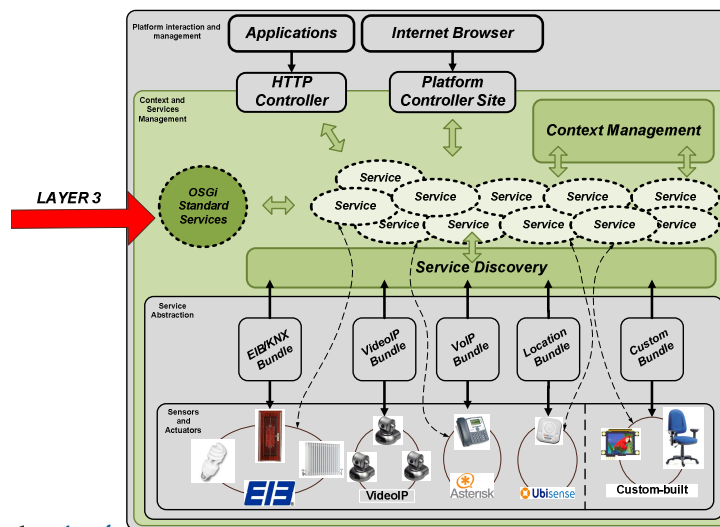 Platform interaction and
management
Applications
Internet Browser
HTTP
Controller
Platform
Controller Site
Context and
Services
Management
Context Management
LAYER 3
OSGi
Standard
Services
Service
Service
Service
Service
Service
Service
Service
Service
Service
Service
Service
Service Discovery
Service
Abstraction
EIB/KNX
Bundle
VideoIP
Bundle
VoIP
Bundle
Location
Bundle
Custom
Bundle
Sensors and
Actuators
EIB
VideoIP
Asterisk
Ubisense
Custom-built